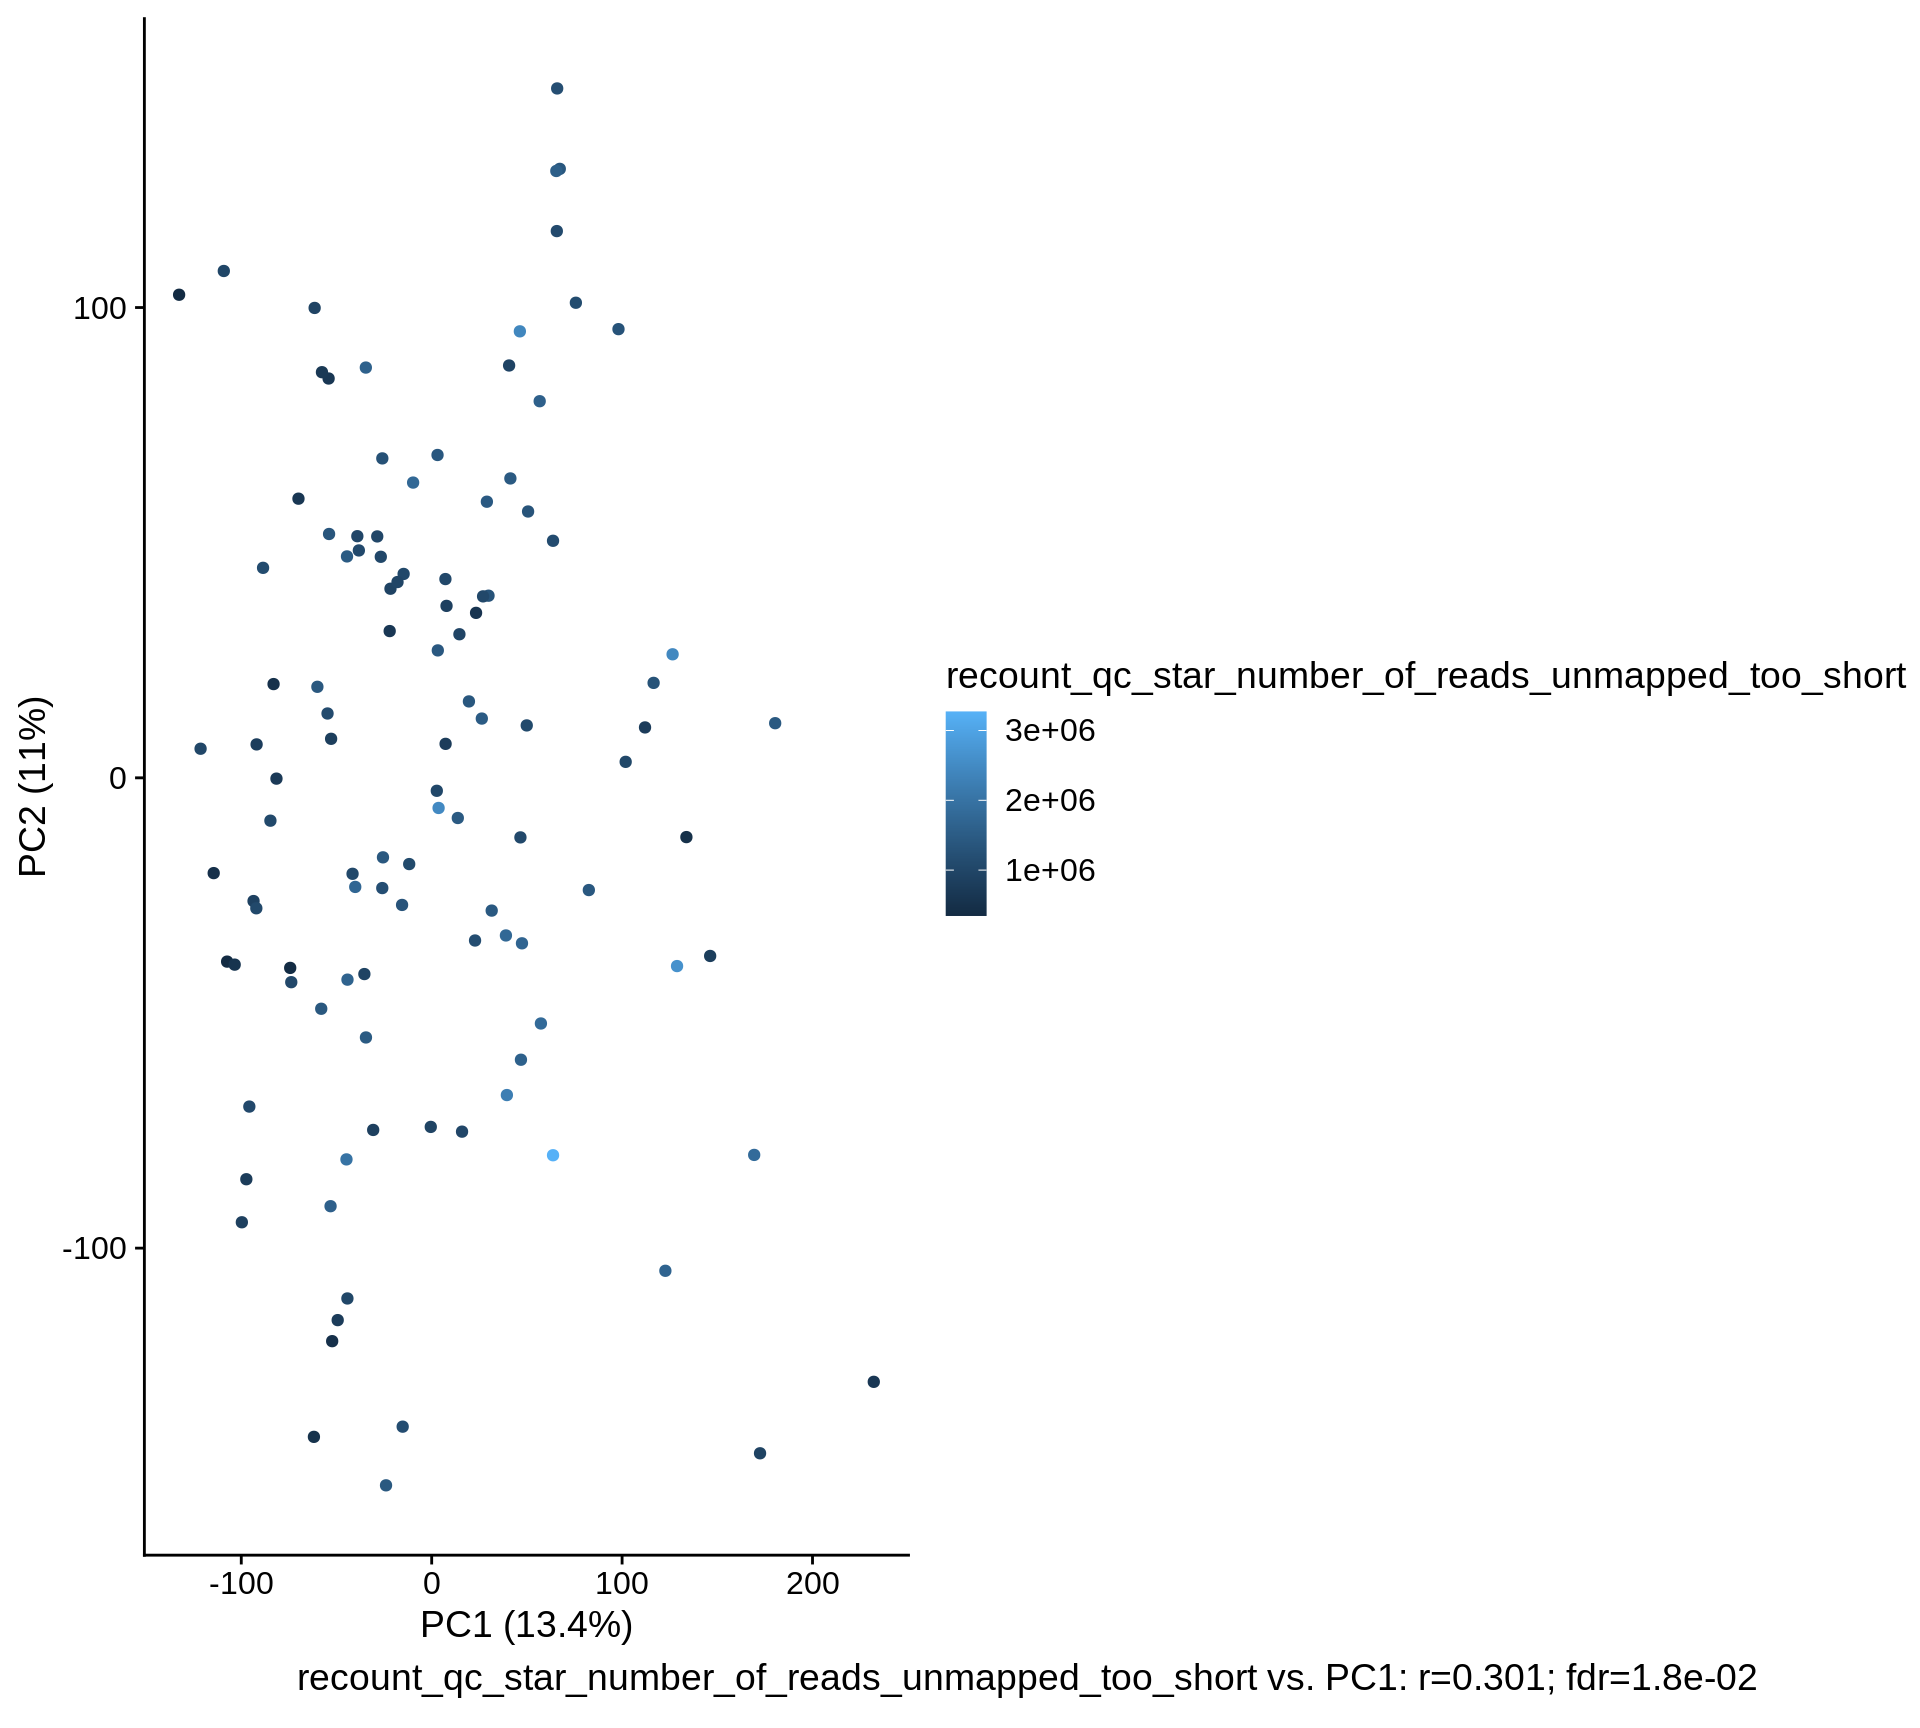 100
0
-100
PC2 (11%)
-100
0
100
200
PC1 (13.4%)
recount_qc_star_number_of_reads_unmapped_too_short
3e+06
2e+06
1e+06
recount_qc_star_number_of_reads_unmapped_too_short vs. PC1: r=0.301; fdr=1.8e-02